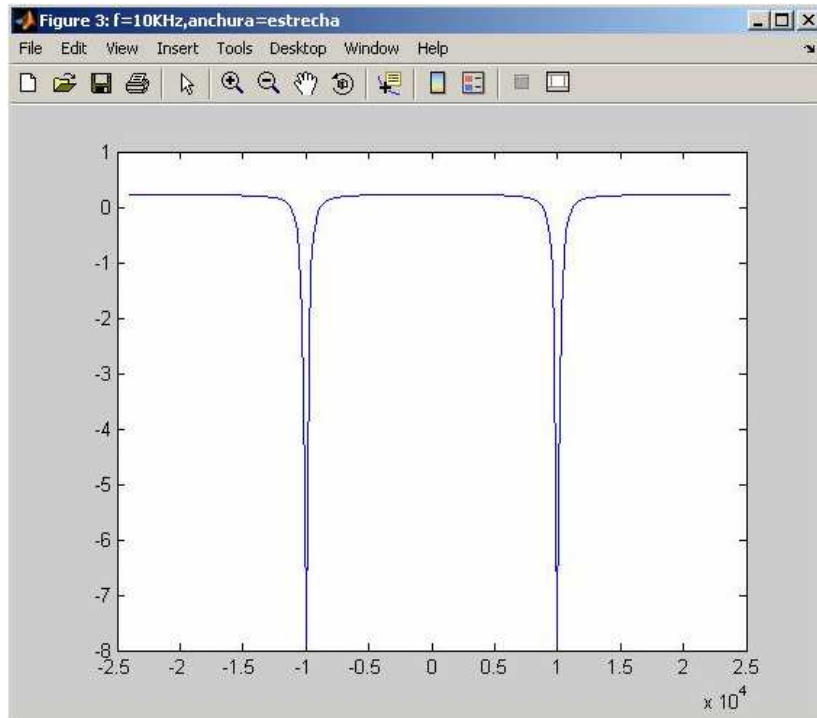 Figure 3: f=10KHz,anchura=estrecha
File Edit View Insert Tools Desktop Window Help
1
0
-1
-2
-3
-4
-5
-6
-7
-8
-2.5 -2 -1.5 -1 -0.5 0 0.5 1 1.5 2 2.5
x 10⁴